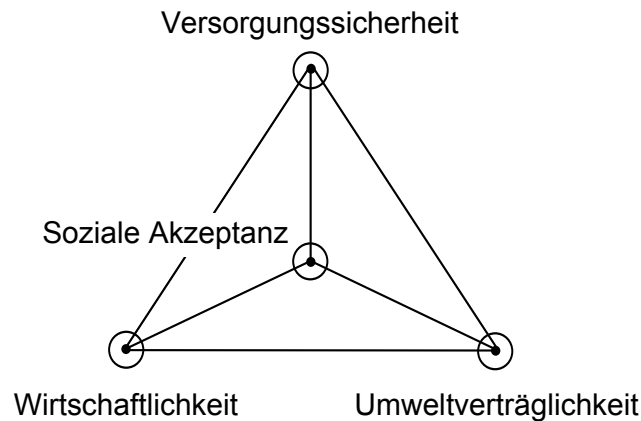 Versorgungssicherheit
Soziale Akzeptanz
Wirtschaftlichkeit
Umweltverträglichkeit